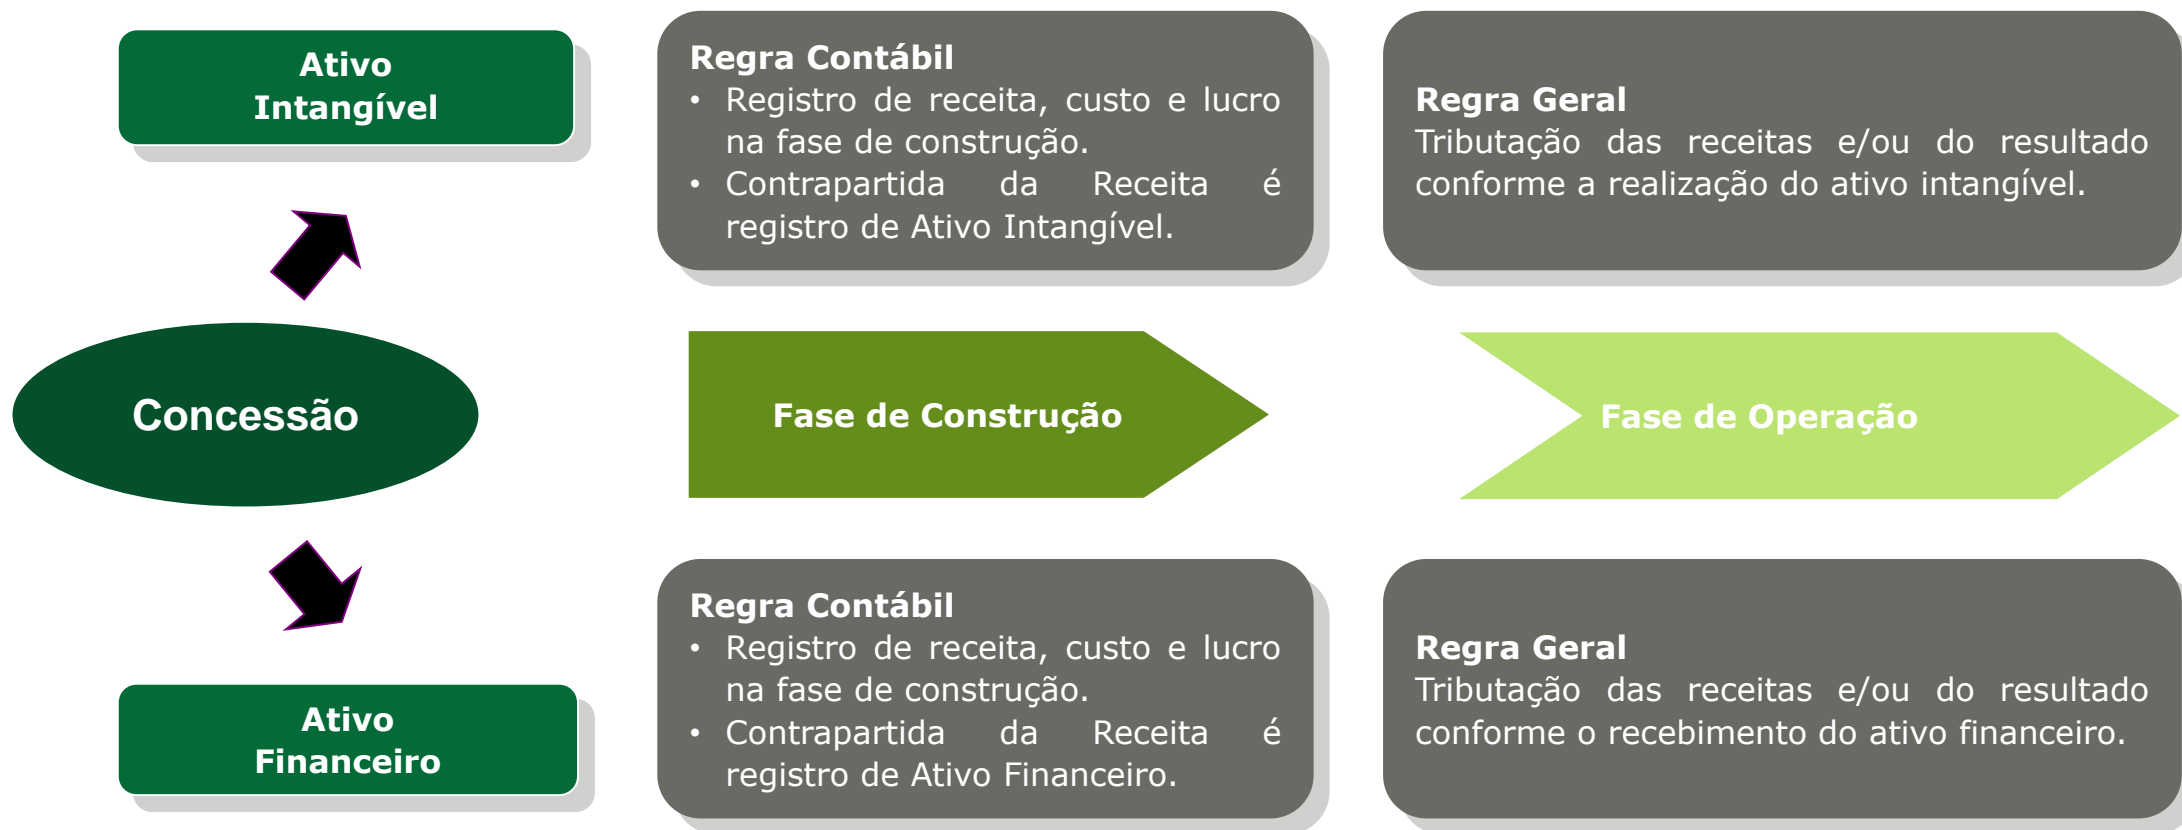 Ativo
Intangível
Regra Contábil
• Registro de receita, custo e lucro
na fase de construção.
• Contrapartida da Receita é
registro de Ativo Intangível.
Regra Geral
Tributação das receitas e/ou do resultado
conforme a realização do ativo intangível.
Concessão
Fase de Construção
Fase de Operação
Ativo
Financeiro
Regra Contábil
• Registro de receita, custo e lucro
na fase de construção.
• Contrapartida da Receita é
registro de Ativo Financeiro.
Regra Geral
Tributação das receitas e/ou do resultado
conforme o recebimento do ativo financeiro.